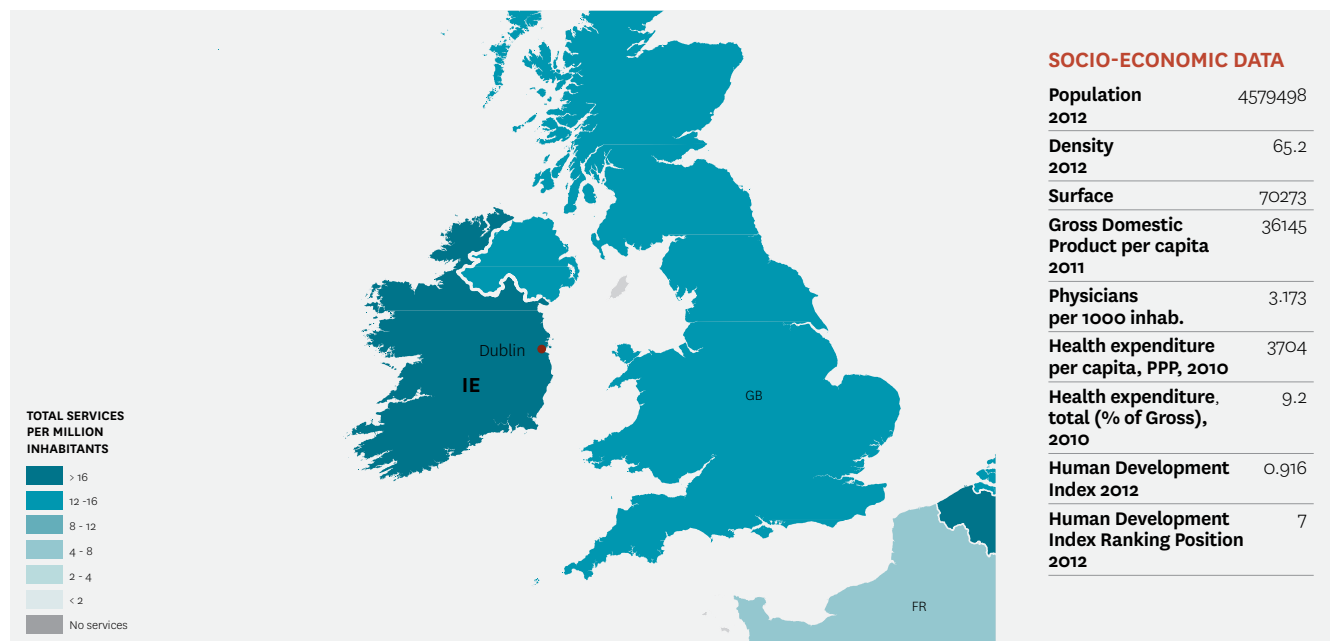 Dublin
IE
GB
FR
TOTAL SERVICES
PER MILLION
INHABITANTS
> 16
12 -16
8 - 12
4 - 8
2 - 4
< 2
No services
SOCIO-ECONOMIC DATA
Population 4579498
2012
Density 65.2
2012
Surface 70273
Gross Domestic 36145
Product per capita
2011
Physicians 3.173
per 1000 inhab.
Health expenditure 3704
per capita, PPP, 2010
Health expenditure, 9.2
total (% of Gross),
2010
Human Development 0.916
Index 2012
Human Development 7
Index Ranking Position
2012